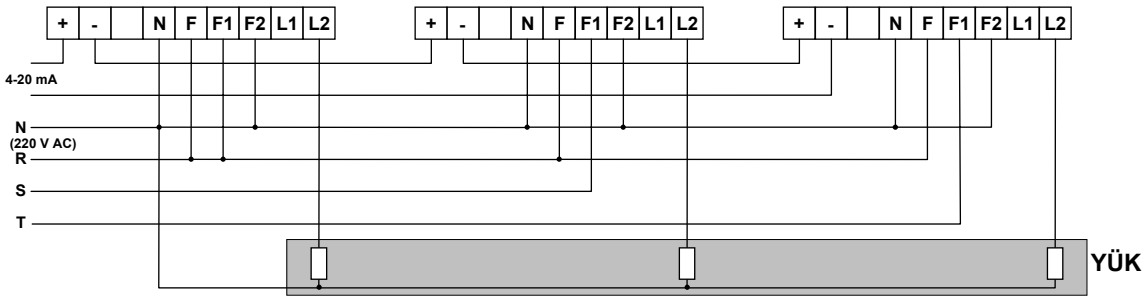 + - N F F1 F2 L1 L2 + - N F F1 F2 L1 L2 + - N F F1 F2 L1 L2
4-20 mA
N
(220 V AC)
R
S
T
YÜK